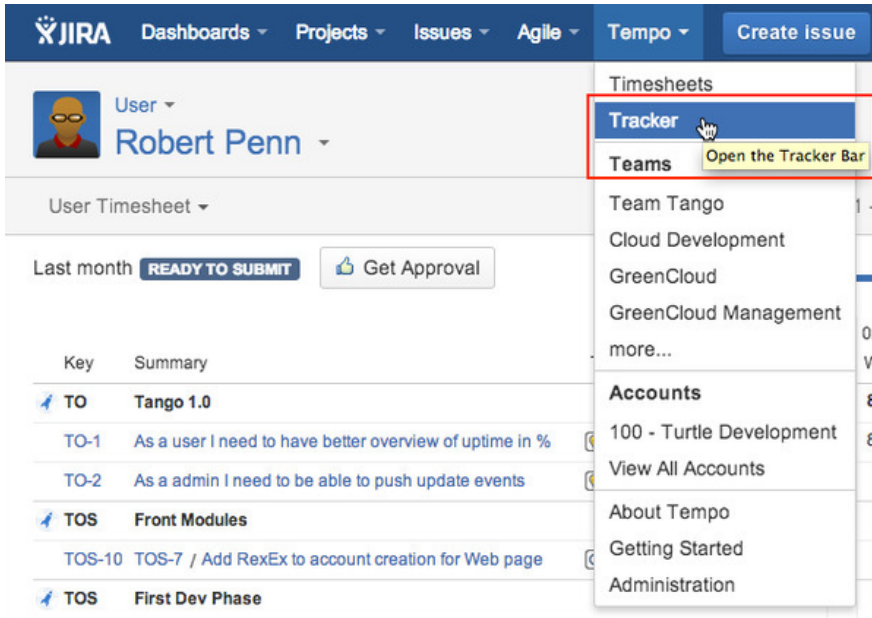 JIRA Dashboards Projects Issues Agile Tempo Create issue
User
Robert Penn
User Timesheet
Last month READY TO SUBMIT Get Approval
Key Summary
TO Tango 1.0
TO-1 As a user I need to have better overview of uptime in %
TO-2 As a admin I need to be able to push update events
TOS Front Modules
TOS-10 TOS-7 / Add RexEx to account creation for Web page
TOS First Dev Phase
Timesheets
Tracker
Open the Tracker Bar
Teams
Team Tango
Cloud Development
GreenCloud
GreenCloud Management
more...
Accounts
100 - Turtle Development
View All Accounts
About Tempo
Getting Started
Administration